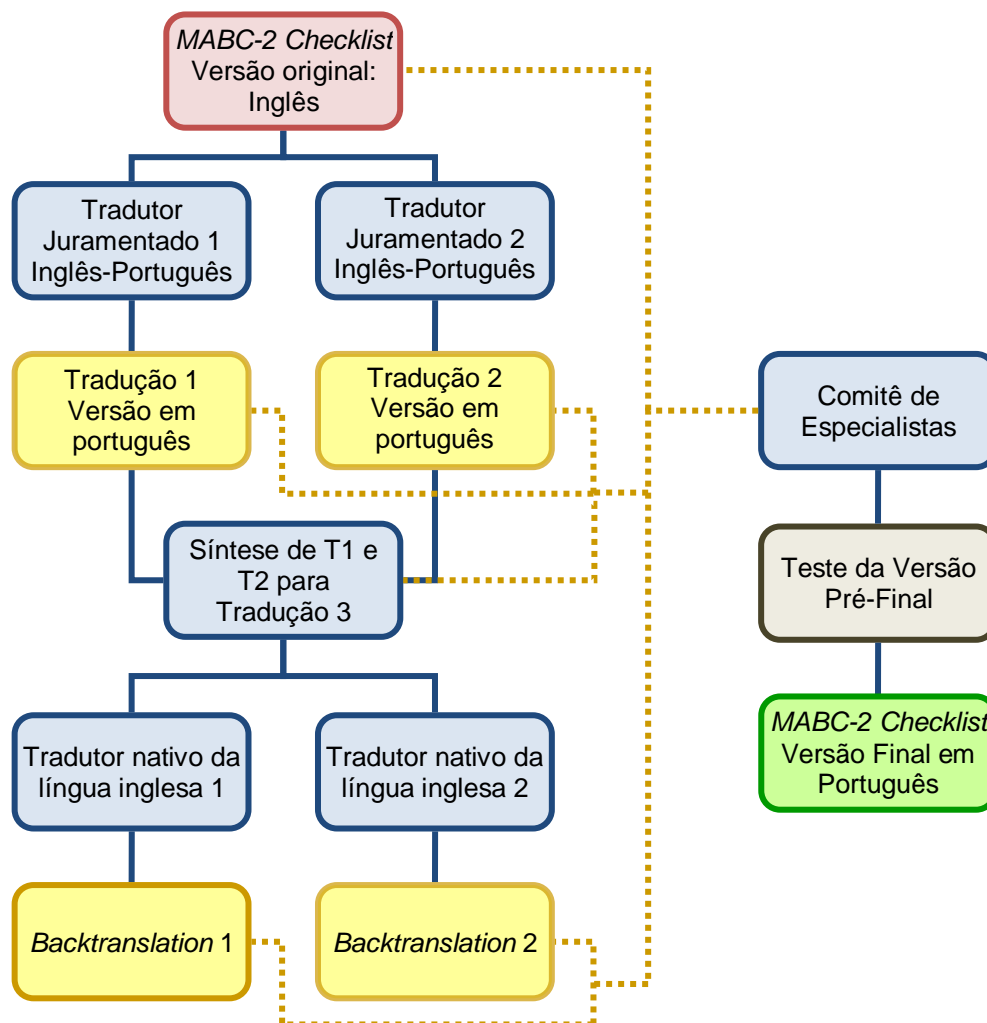 MABC-2 Checklist
Versão original:
Inglês
Tradutor
Juramentado 1
Inglês-Português
Tradutor
Juramentado 2
Inglês-Português
Tradução 1
Versão em
português
Tradução 2
Versão em
português
Síntese de T1 e
T2 para
Tradução 3
Tradutor nativo da
língua inglesa 1
Tradutor nativo da
língua inglesa 2
Backtranslation 1
Backtranslation 2
Comitê de
Especialistas
Teste da Versão
Pré-Final
MABC-2 Checklist
Versão Final em
Português